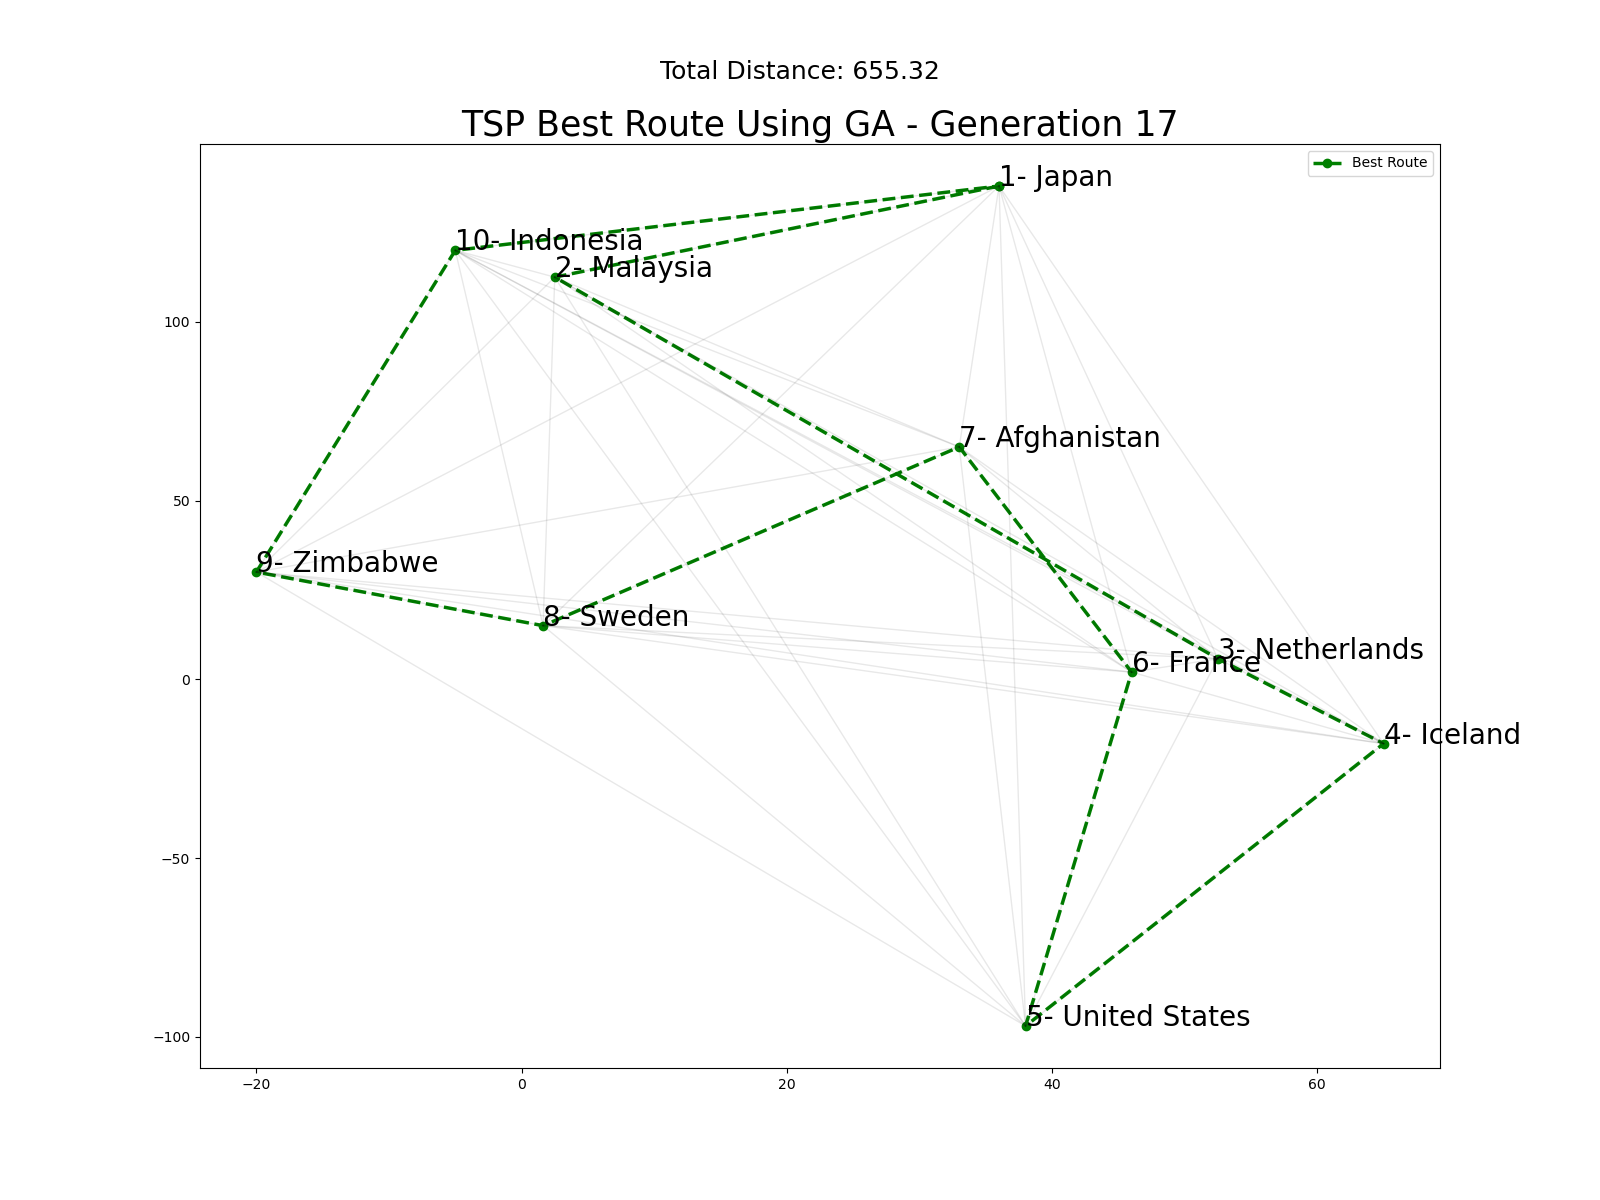 Total Distance: 655.32
TSP Best Route Using GA - Generation 17
Best Route
1- Japan
10- Indonesia
2- Malaysia
7- Afghanistan
9- Zimbabwe
8- Sweden
3- Netherlands
6- France
4- Iceland
5- United States
100
50
0
−50
−100
−20
0
20
40
60